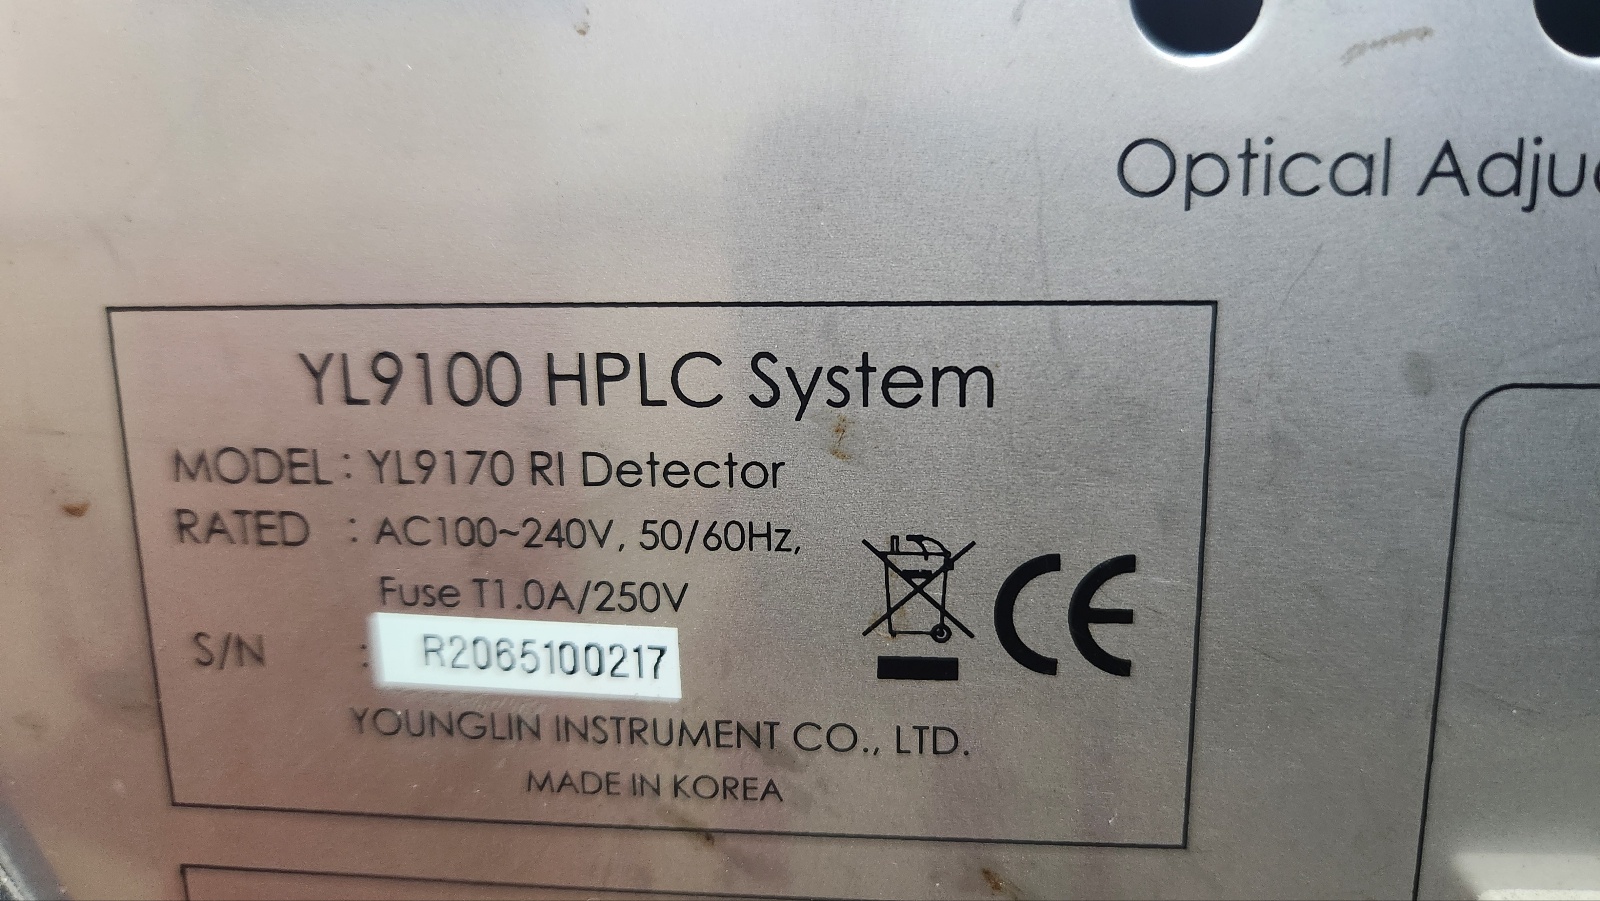 Optical Adju
YL9100 HPLC System
MODEL : YL9170 RI Detector
RATED : AC100~240V, 50/60Hz,
Fuse T1.0A/250V
S/N : R2065100217
CE
YOUNGLIN INSTRUMENT CO., LTD.
MADE IN KOREA